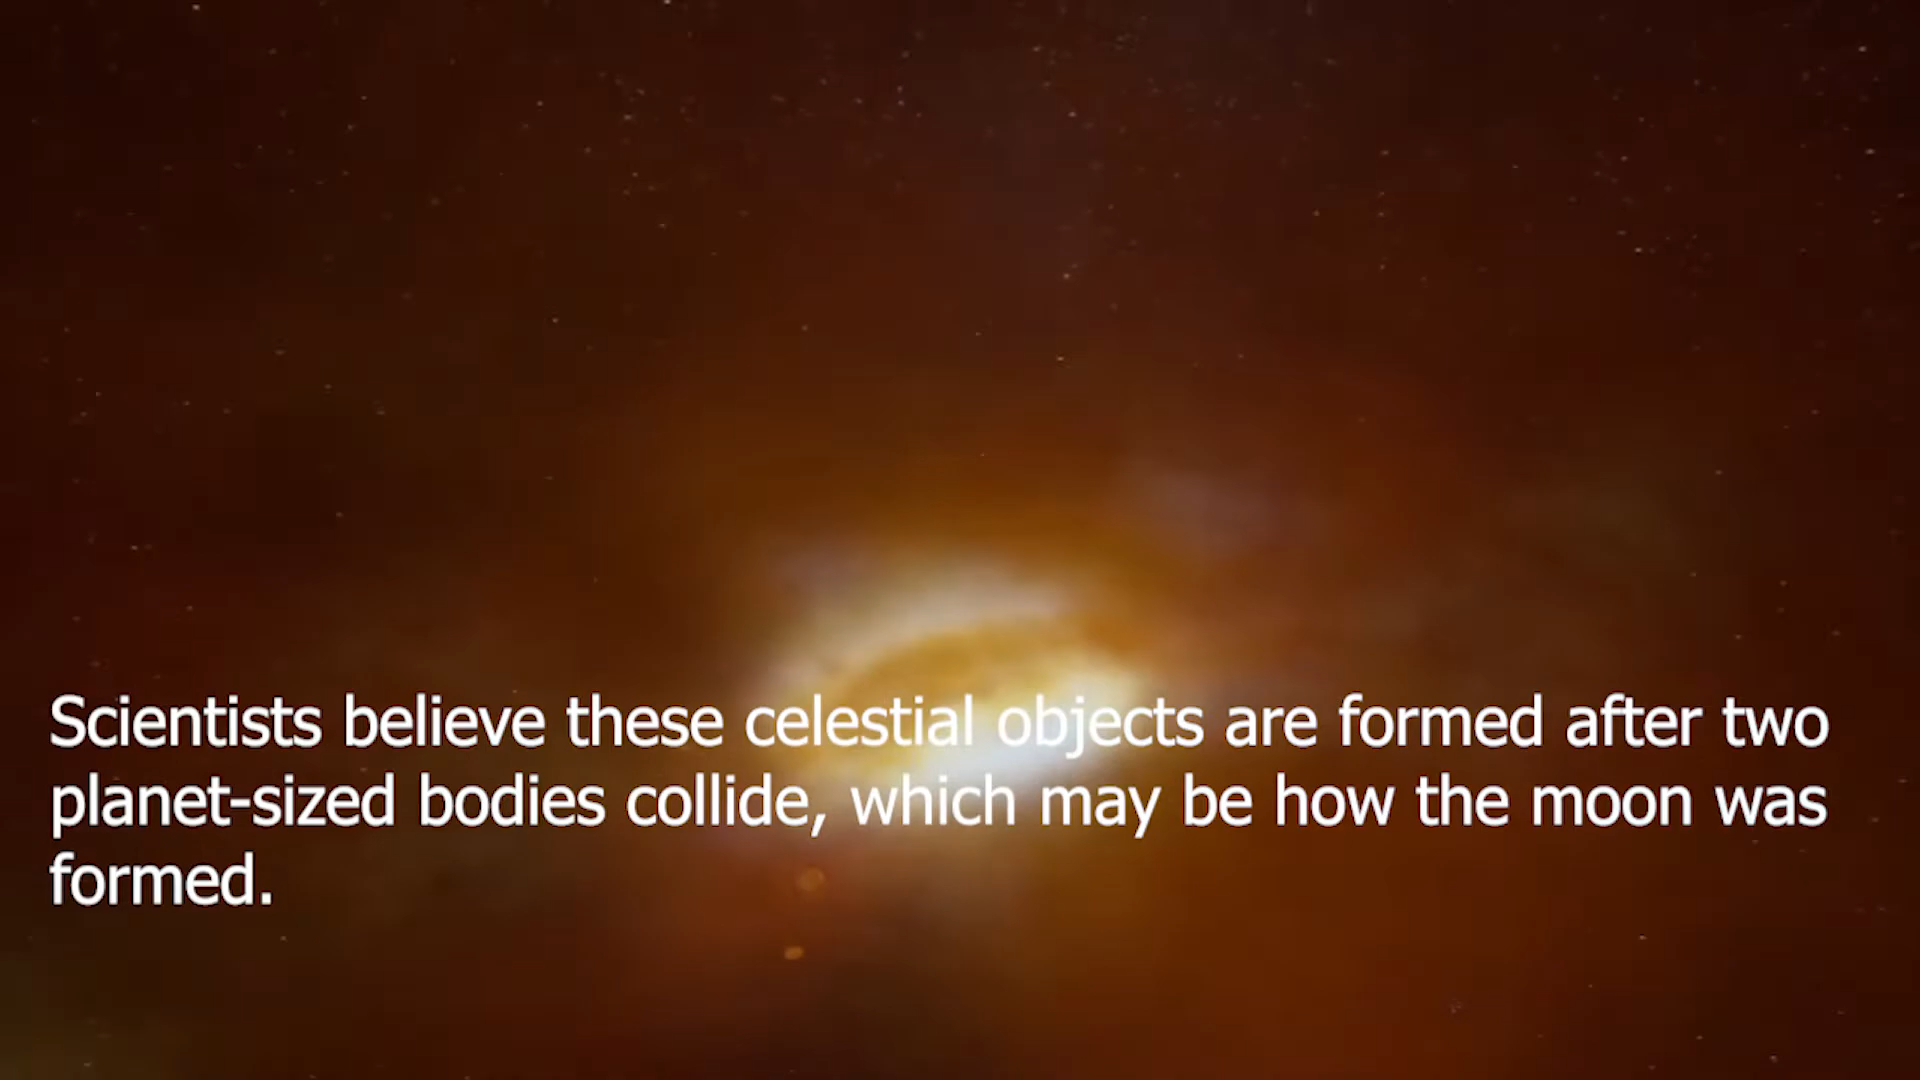 Scientists believe these celestial objects are formed after two
planet-sized bodies collide, which may be how the moon was
formed.